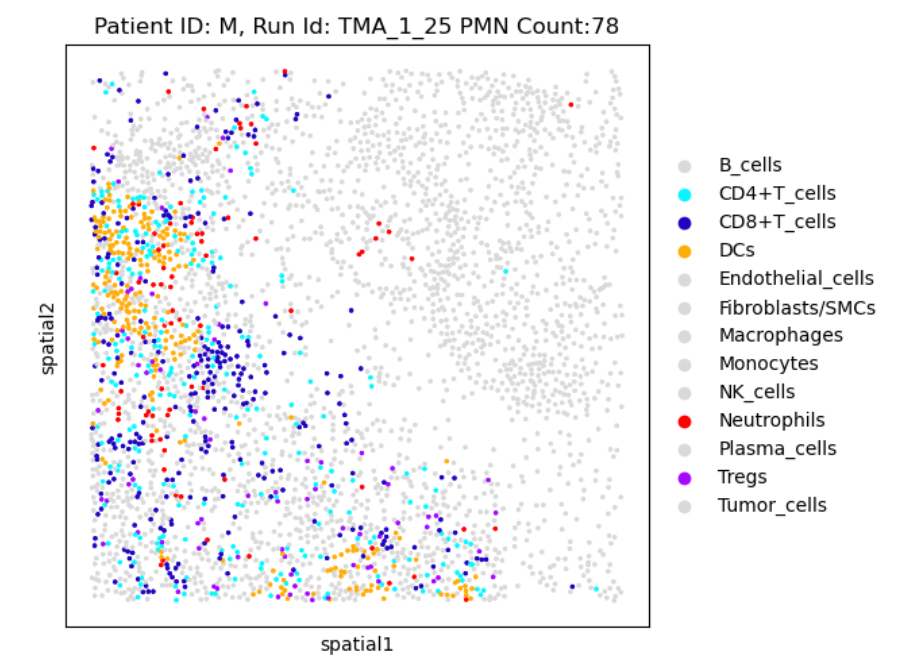 Patient ID: M, Run Id: TMA_1_25 PMN Count:78
spatial2
spatial1
B_cells
CD4+T_cells
CD8+T_cells
DCs
Endothelial_cells
Fibroblasts/SMCs
Macrophages
Monocytes
NK_cells
Neutrophils
Plasma_cells
Tregs
Tumor_cells